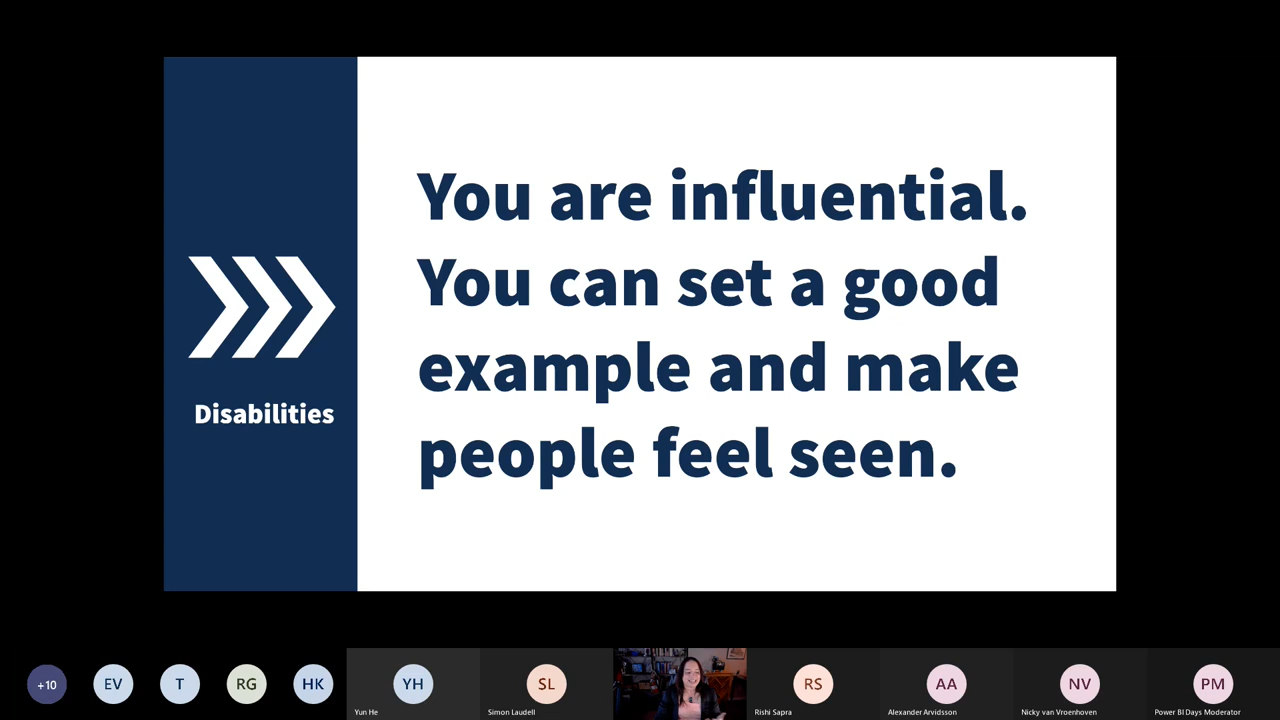 You are influential.
You can set a good
example and make
people feel seen.
Disabilities
+10
EV
T
RG
HK
YH
SL
RS
AA
NV
PM
Yun He
Simon Laudell
Rishi Sapra
Alexander Arvidsson
Nicky van Vroenhoven
Power BI Days Moderator